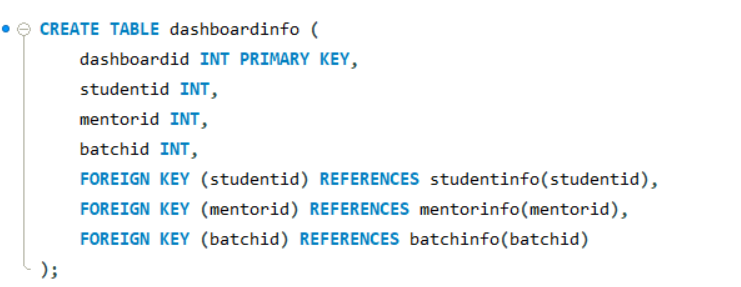 CREATE TABLE dashboardinfo (
dashboardid INT PRIMARY KEY,
studentid INT,
mentorid INT,
batchid INT,
FOREIGN KEY (studentid) REFERENCES studentinfo(studentid),
FOREIGN KEY (mentorid) REFERENCES mentorinfo(mentorid),
FOREIGN KEY (batchid) REFERENCES batchinfo(batchid)
);